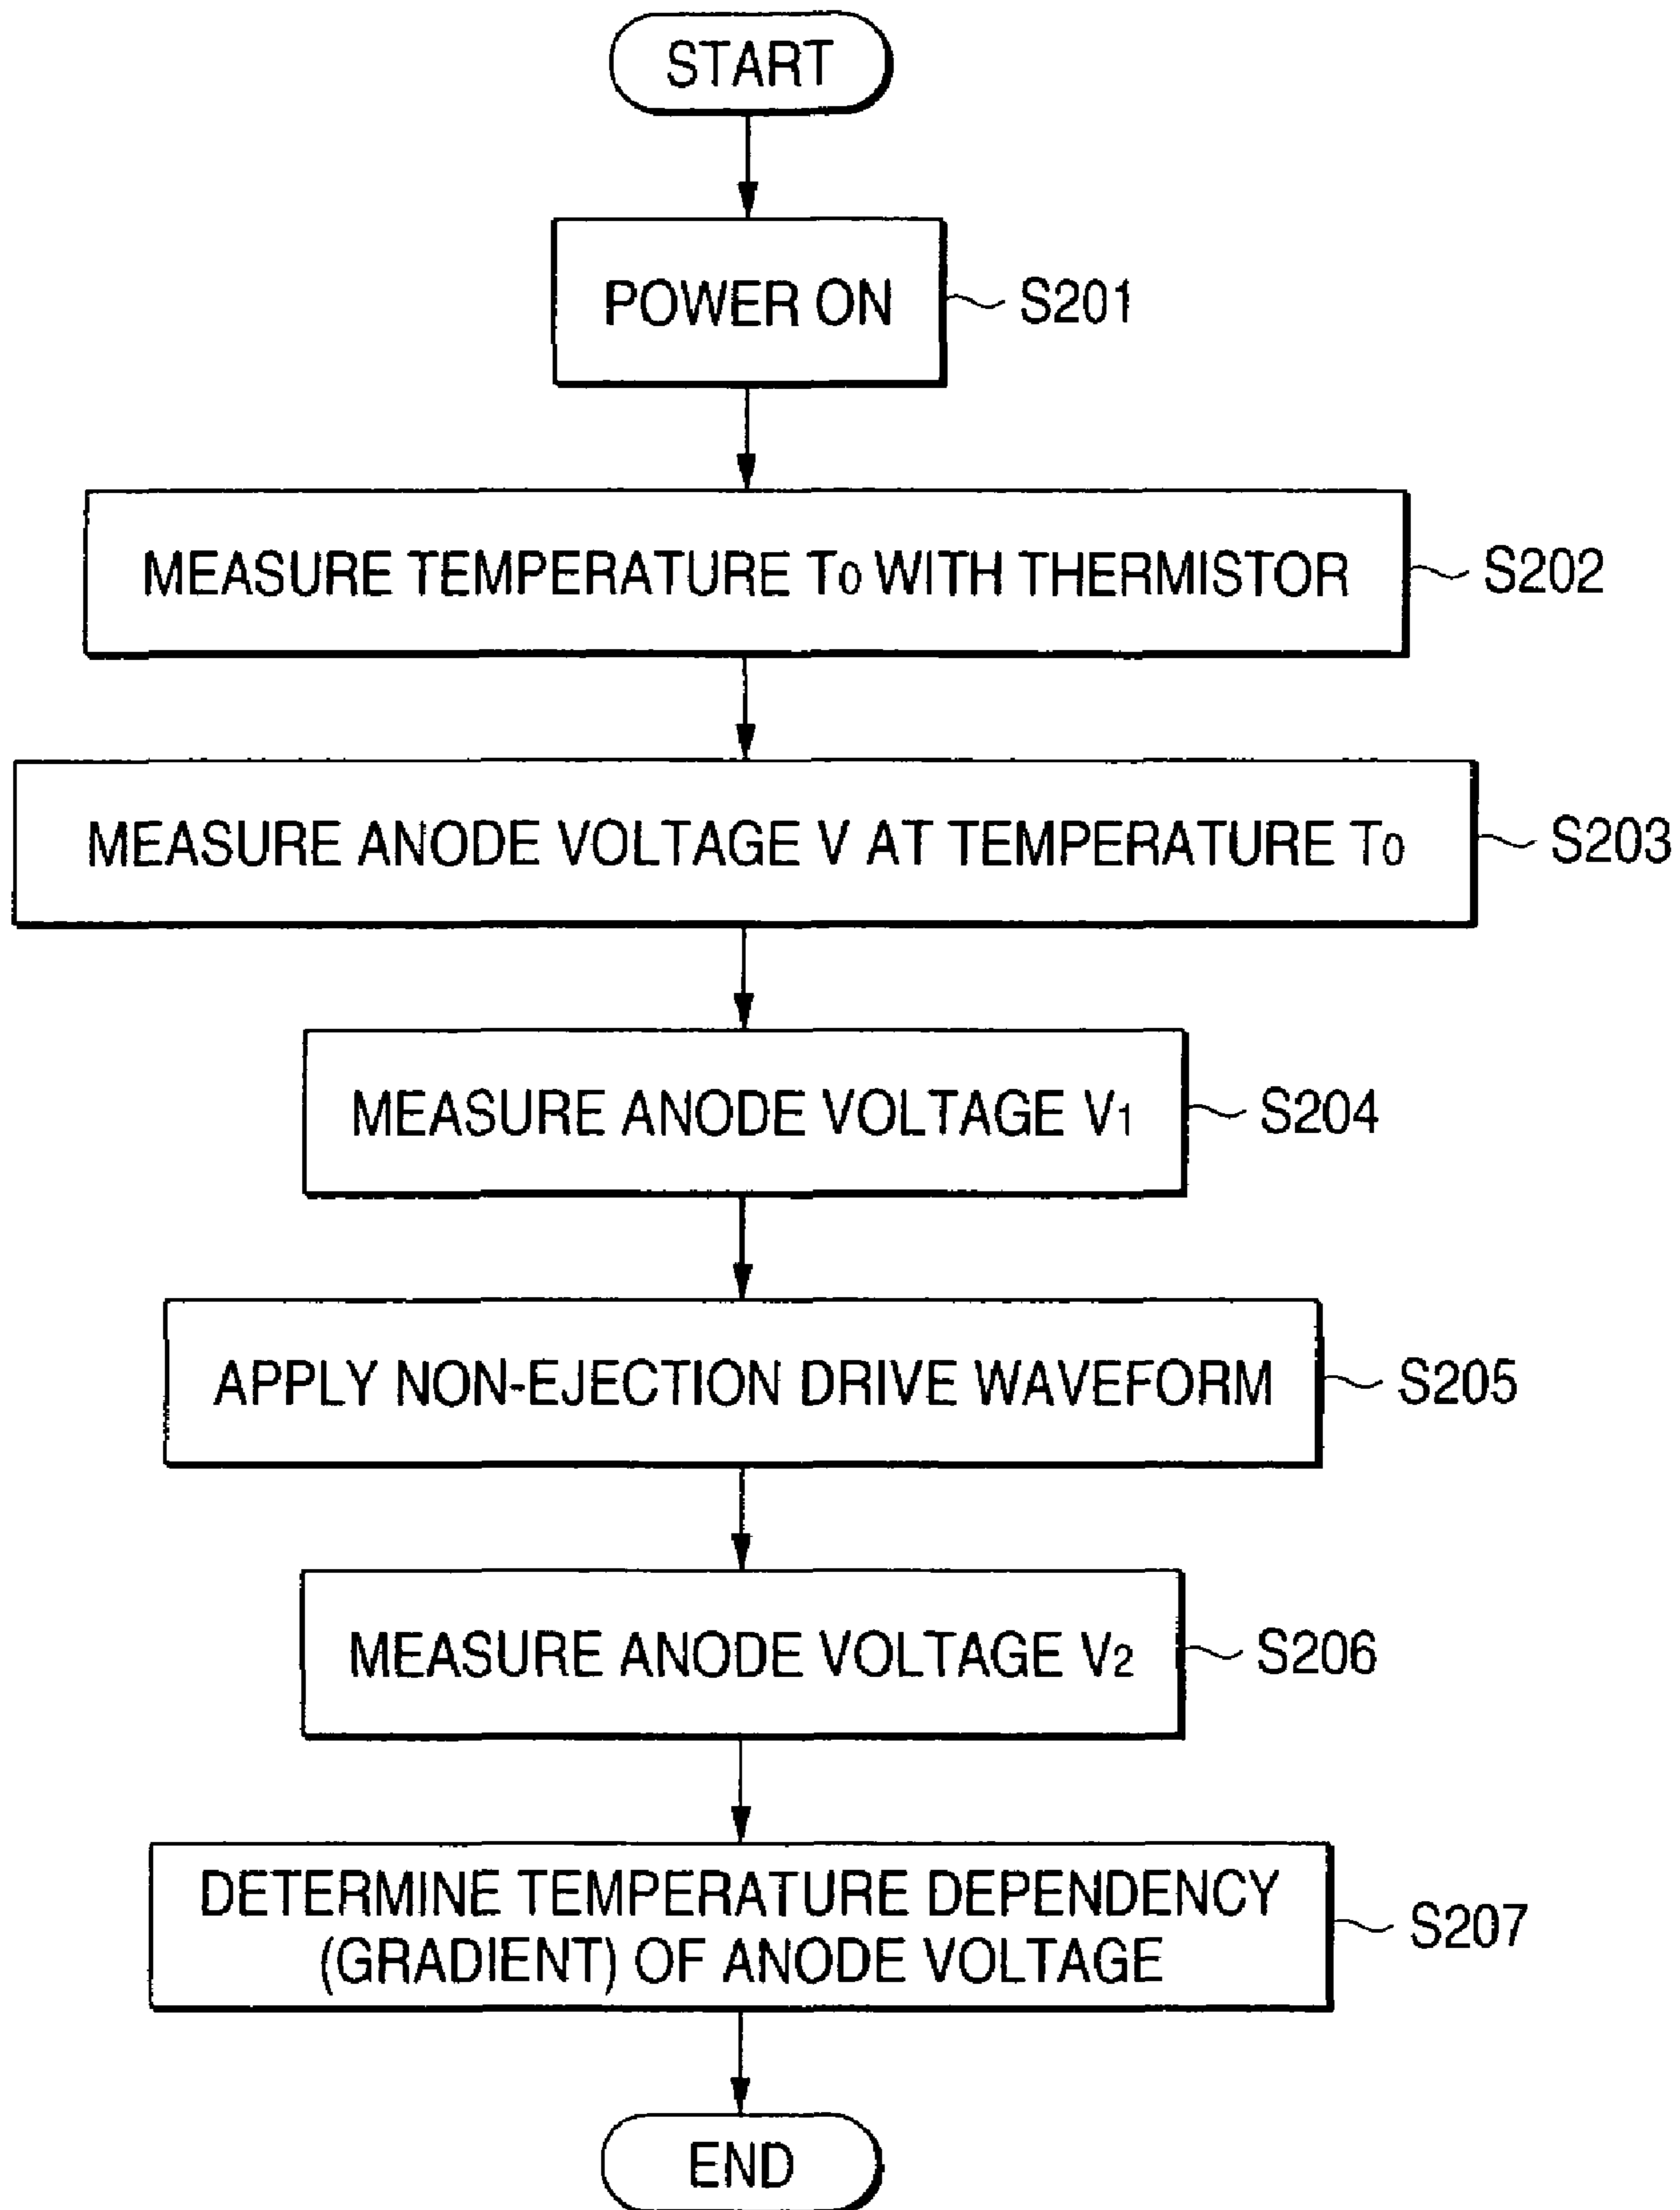 START
POWER ON
S201
MEASURE TEMPERATURE T0 WITH THERMISTOR
S202
MEASURE ANODE VOLTAGE V AT TEMPERATURE T0
S203
MEASURE ANODE VOLTAGE V1
S204
APPLY NON-EJECTION DRIVE WAVEFORM
S205
MEASURE ANODE VOLTAGE V2
S206
DETERMINE TEMPERATURE DEPENDENCY
(GRADIENT) OF ANODE VOLTAGE
S207
END